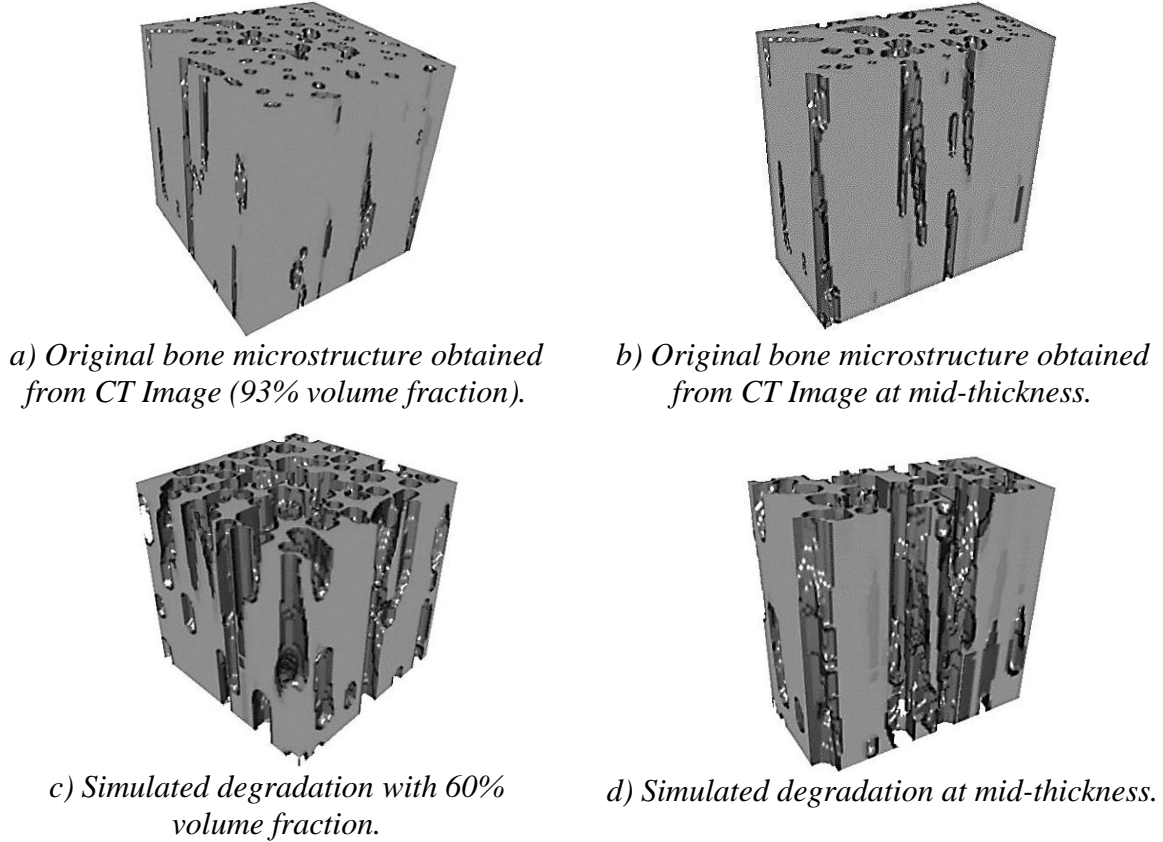 a) Original bone microstructure obtained
from CT Image (93% volume fraction).
b) Original bone microstructure obtained
from CT Image at mid-thickness.
c) Simulated degradation with 60%
volume fraction.
d) Simulated degradation at mid-thickness.